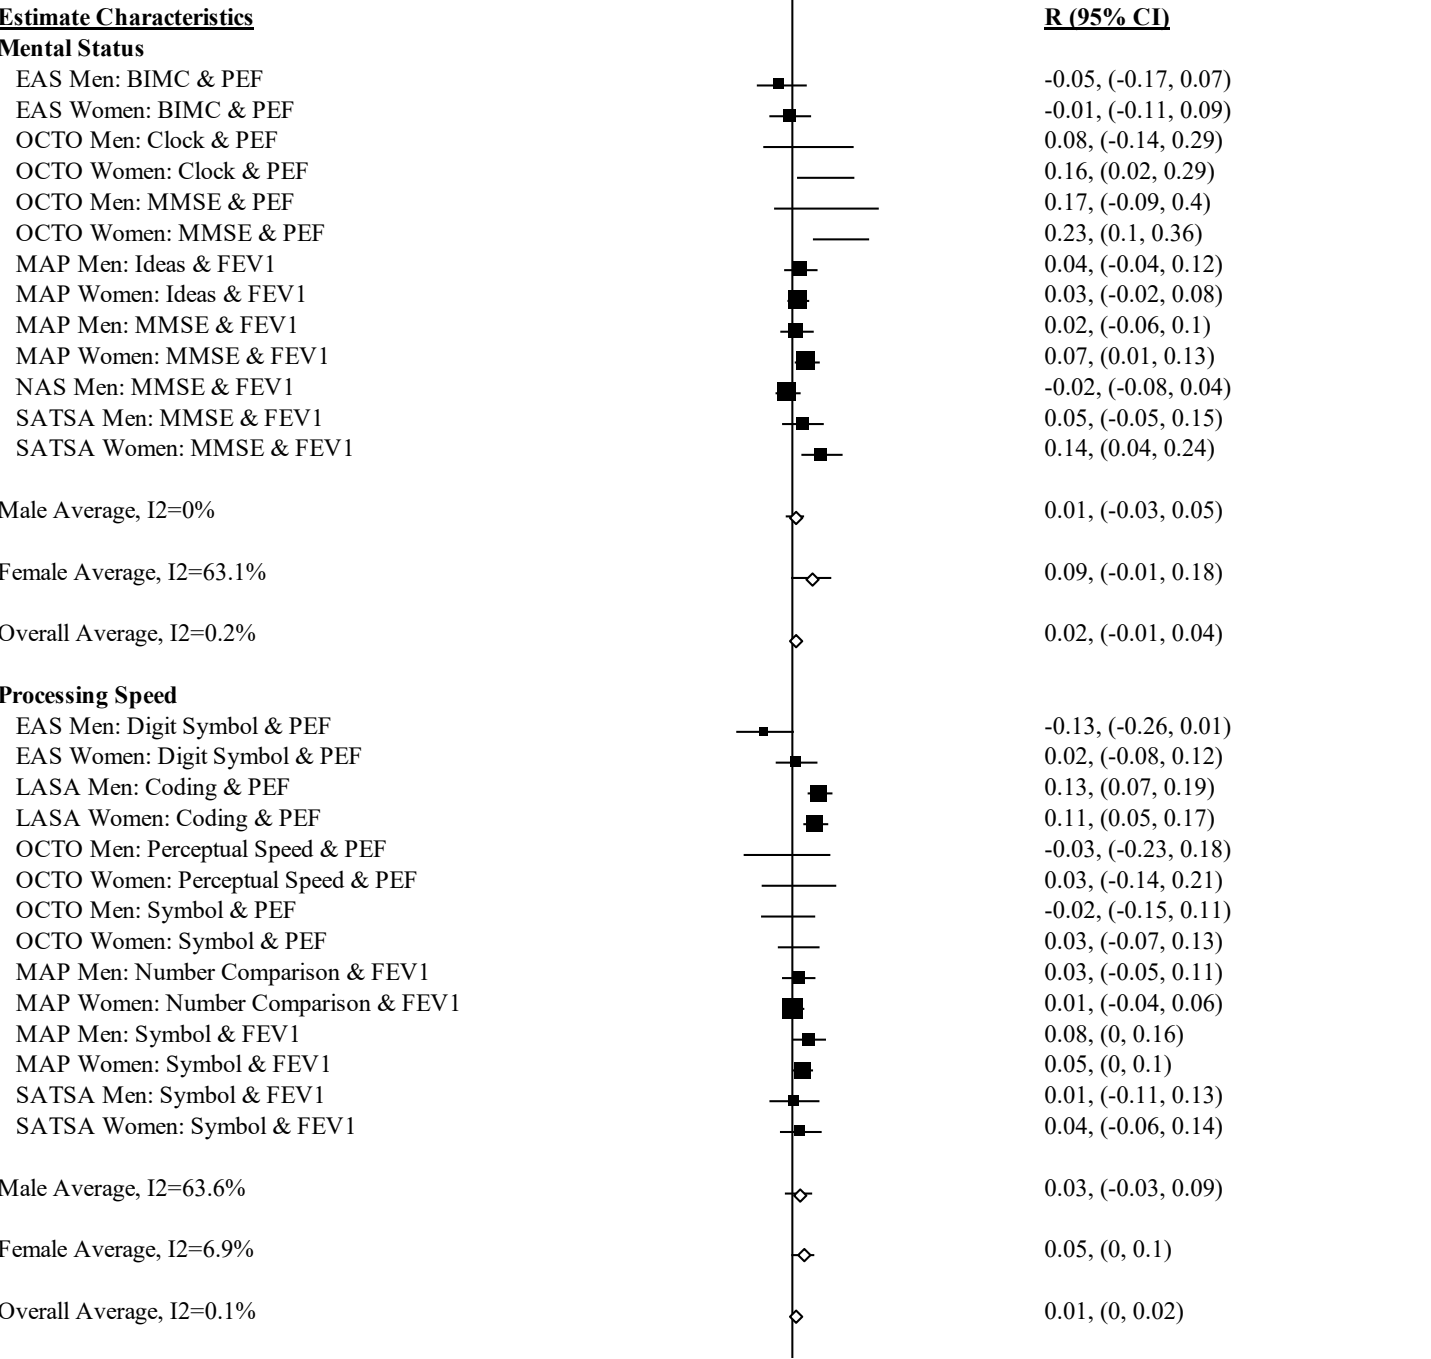 Estimate Characteristics R (95% CI)
Mental Status
EAS Men: BIMC & PEF -0.05, (-0.17, 0.07)
EAS Women: BIMC & PEF -0.01, (-0.11, 0.09)
OCTO Men: Clock & PEF 0.08, (-0.14, 0.29)
OCTO Women: Clock & PEF 0.16, (0.02, 0.29)
OCTO Men: MMSE & PEF 0.17, (-0.09, 0.4)
OCTO Women: MMSE & PEF 0.23, (0.1, 0.36)
MAP Men: Ideas & FEV1 0.04, (-0.04, 0.12)
MAP Women: Ideas & FEV1 0.03, (-0.02, 0.08)
MAP Men: MMSE & FEV1 0.02, (-0.06, 0.1)
MAP Women: MMSE & FEV1 0.07, (0.01, 0.13)
NAS Men: MMSE & FEV1 -0.02, (-0.08, 0.04)
SATSA Men: MMSE & FEV1 0.05, (-0.05, 0.15)
SATSA Women: MMSE & FEV1 0.14, (0.04, 0.24)
Male Average, I2=0% 0.01, (-0.03, 0.05)
Female Average, I2=63.1% 0.09, (-0.01, 0.18)
Overall Average, I2=0.2% 0.02, (-0.01, 0.04)
Processing Speed
EAS Men: Digit Symbol & PEF -0.13, (-0.26, 0.01)
EAS Women: Digit Symbol & PEF 0.02, (-0.08, 0.12)
LASA Men: Coding & PEF 0.13, (0.07, 0.19)
LASA Women: Coding & PEF 0.11, (0.05, 0.17)
OCTO Men: Perceptual Speed & PEF -0.03, (-0.23, 0.18)
OCTO Women: Perceptual Speed & PEF 0.03, (-0.14, 0.21)
OCTO Men: Symbol & PEF -0.02, (-0.15, 0.11)
OCTO Women: Symbol & PEF 0.03, (-0.07, 0.13)
MAP Men: Number Comparison & FEV1 0.03, (-0.05, 0.11)
MAP Women: Number Comparison & FEV1 0.01, (-0.04, 0.06)
MAP Men: Symbol & FEV1 0.08, (0, 0.16)
MAP Women: Symbol & FEV1 0.05, (0, 0.1)
SATSA Men: Symbol & FEV1 0.01, (-0.11, 0.13)
SATSA Women: Symbol & FEV1 0.04, (-0.06, 0.14)
Male Average, I2=63.6% 0.03, (-0.03, 0.09)
Female Average, I2=6.9% 0.05, (0, 0.1)
Overall Average, I2=0.1% 0.01, (0, 0.02)